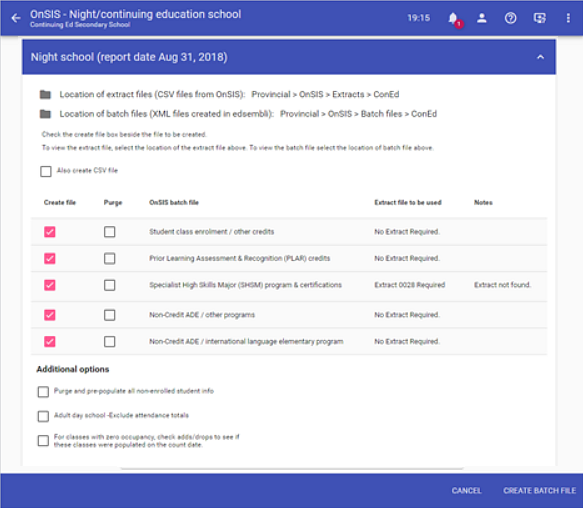 OnSIS - Night/continuing education school
Continuing Ed Secondary School
19:15
1
Night school (report date Aug 31, 2018)
Location of extract files (CSV files from OnSIS): Provincial > OnSIS > Extracts > ConEd
Location of batch files (XML files created in edsembli): Provincial > OnSIS > Batch files > ConEd
Check the create file box beside the file to be created.
To view the extract file, select the location of the extract file above. To view the batch file select the location of batch file above.
Also create CSV file
Create file Purge OnSIS batch file Extract file to be used Notes
Student class enrolment / other credits No Extract Required.
Prior Learning Assessment & Recognition (PLAR) credits No Extract Required.
Specialist High Skills Major (SHSM) program & certifications Extract 0028 Required Extract not found.
Non-Credit ADE / other programs No Extract Required.
Non-Credit ADE / international language elementary program No Extract Required.
Additional options
Purge and pre-populate all non-enrolled student info
Adult day school -Exclude attendance totals
For classes with zero occupancy, check adds/drops to see if
these classes were populated on the count date.
CANCEL CREATE BATCH FILE